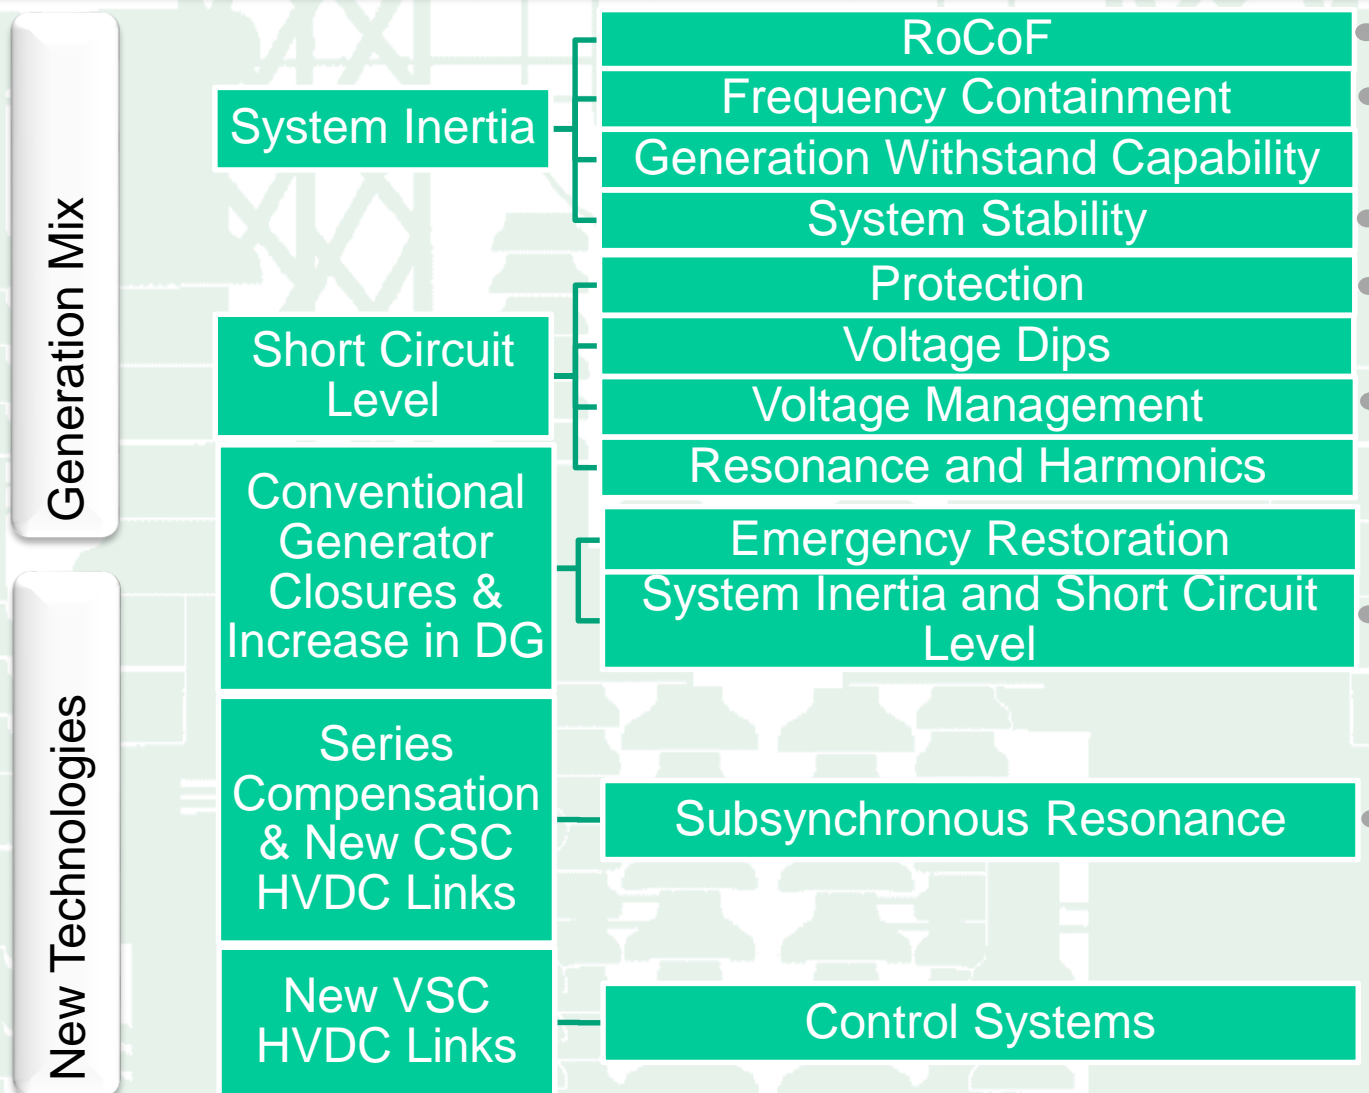 Generation Mix
System Inertia
RoCoF
Frequency Containment
Generation Withstand Capability
System Stability
Short Circuit
Level
Protection
Voltage Dips
Voltage Management
Resonance and Harmonics
Conventional
Generator
Closures &
Increase in DG
Emergency Restoration
System Inertia and Short Circuit
Level
New Technologies
Series
Compensation
& New CSC
HVDC Links
Subsynchronous Resonance
New VSC
HVDC Links
Control Systems